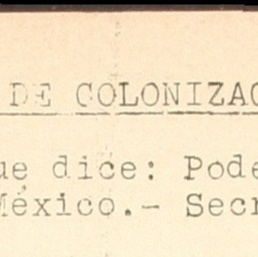 DE COLONIZAC
ue dice: Pode
México.- Secr